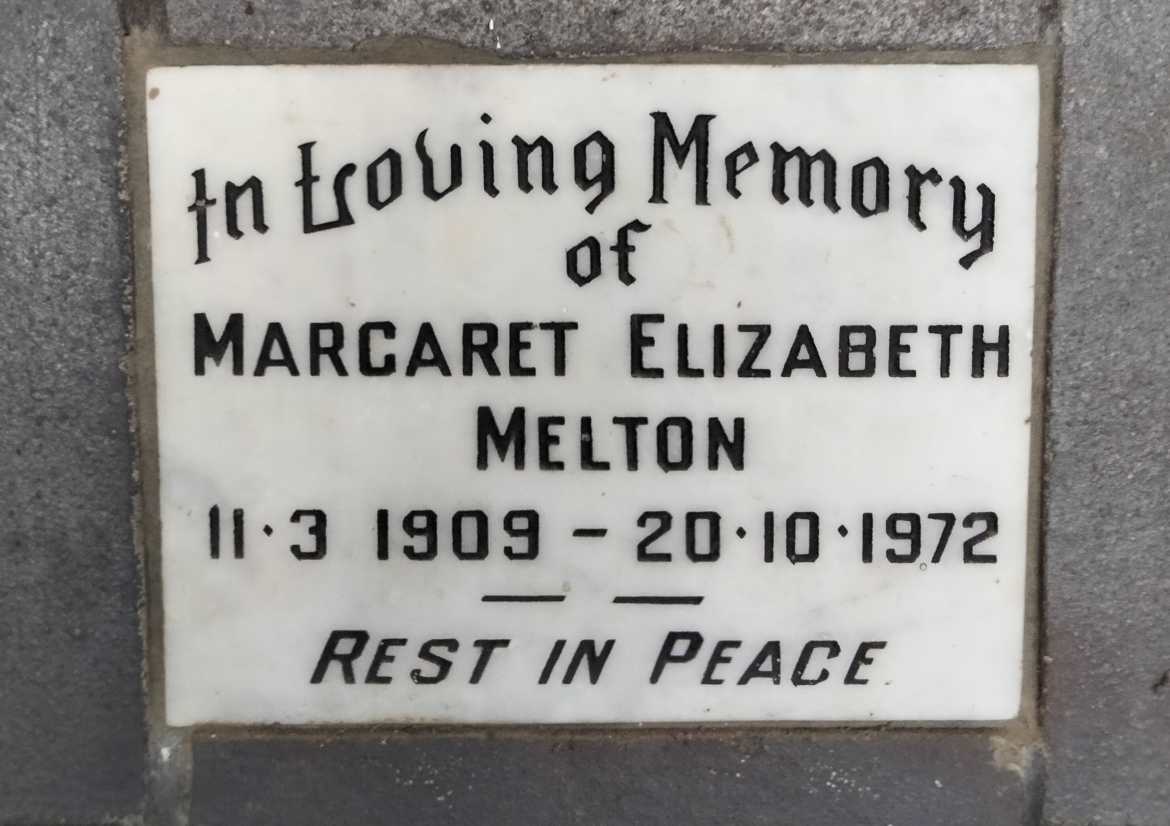 In Loving Memory
of
MARGARET ELIZABETH
MELTON
11·3 1909 – 20·10·1972
REST IN PEACE